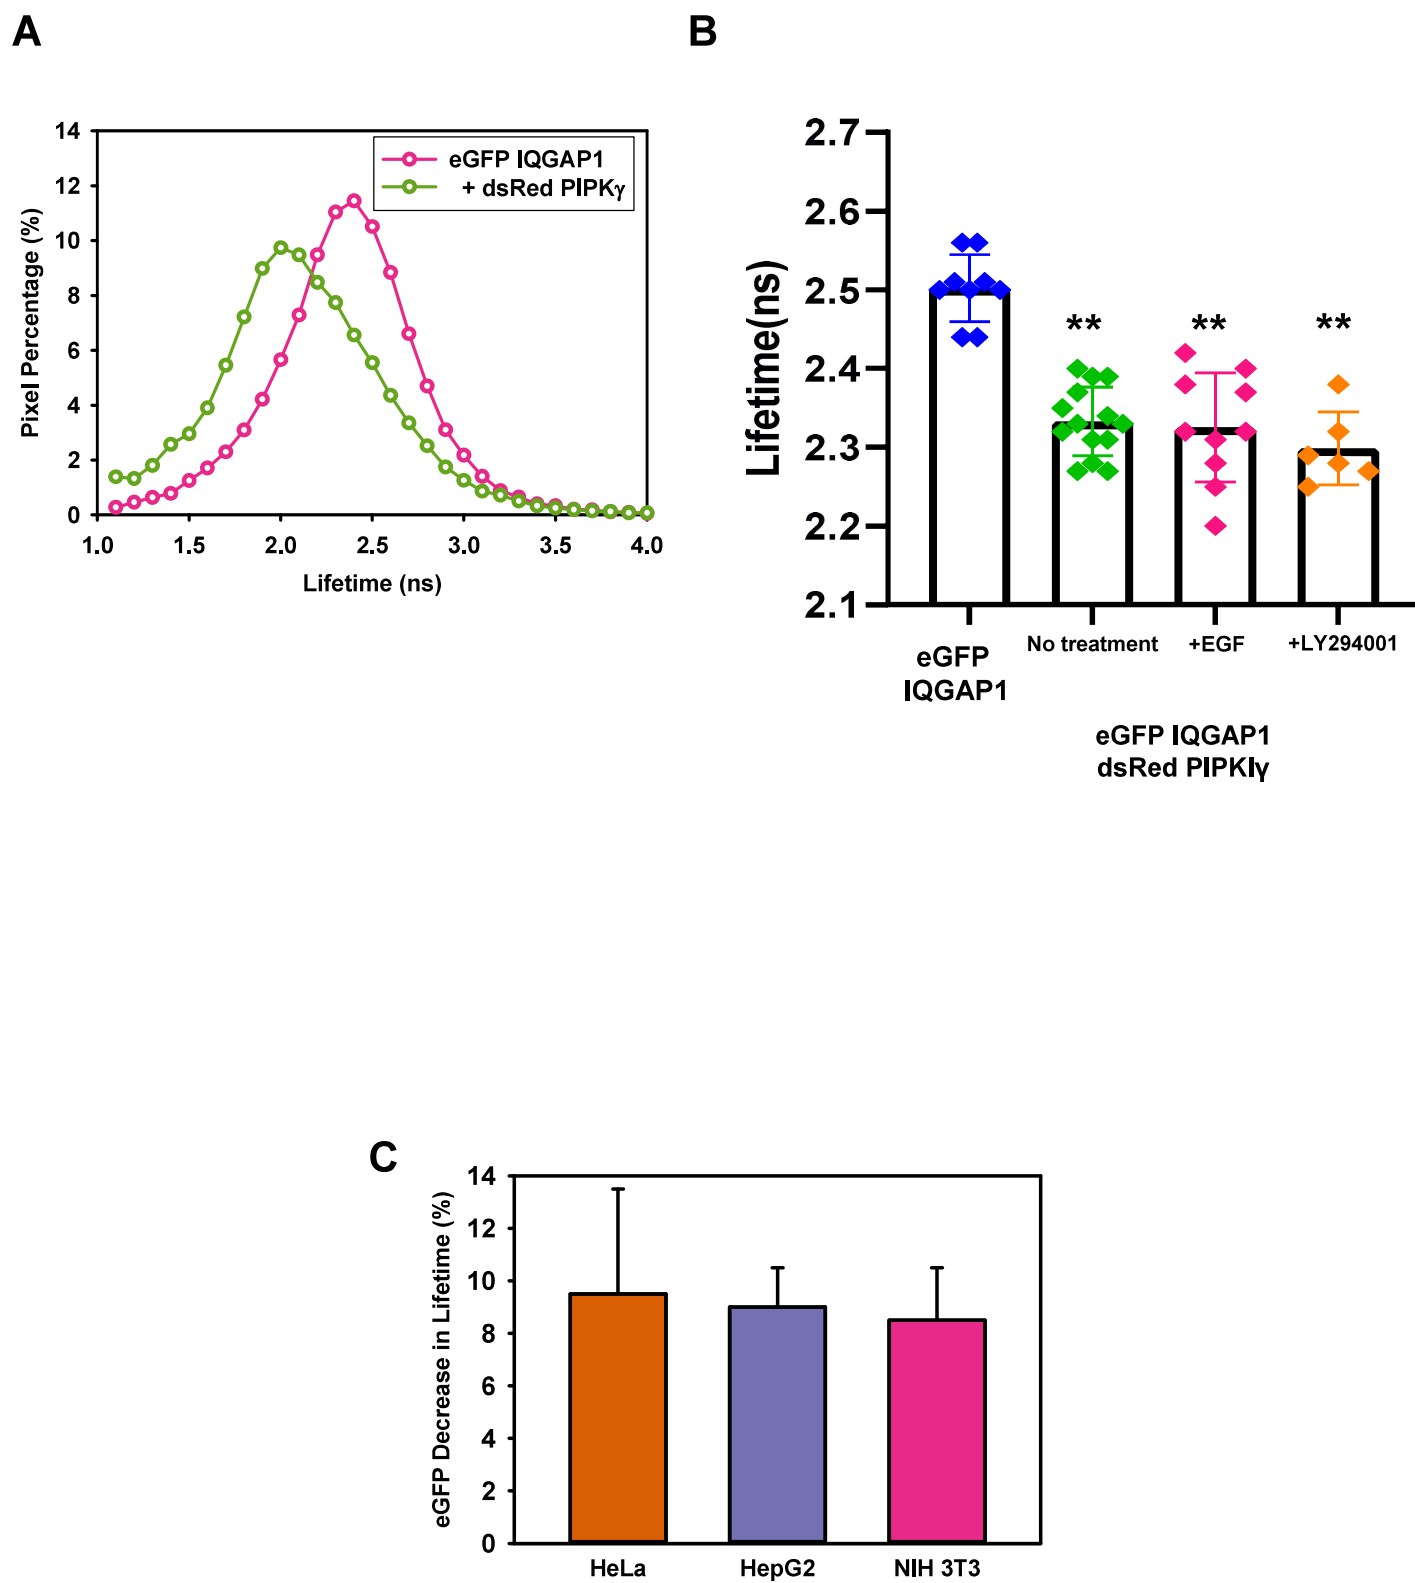 A
B
14
12
10
8
6
4
2
0
Pixel Percentage (%)
eGFP IQGAP1
+ dsRed PIPKγ
1.0 1.5 2.0 2.5 3.0 3.5 4.0
Lifetime (ns)
2.7
2.6
2.5
2.4
2.3
2.2
2.1
Lifetime(ns)
** ** **
eGFP
IQGAP1
No treatment +EGF +LY294001
eGFP IQGAP1
dsRed PIPKIγ
C
14
12
10
8
6
4
2
0
eGFP Decrease in Lifetime (%)
HeLa HepG2 NIH 3T3